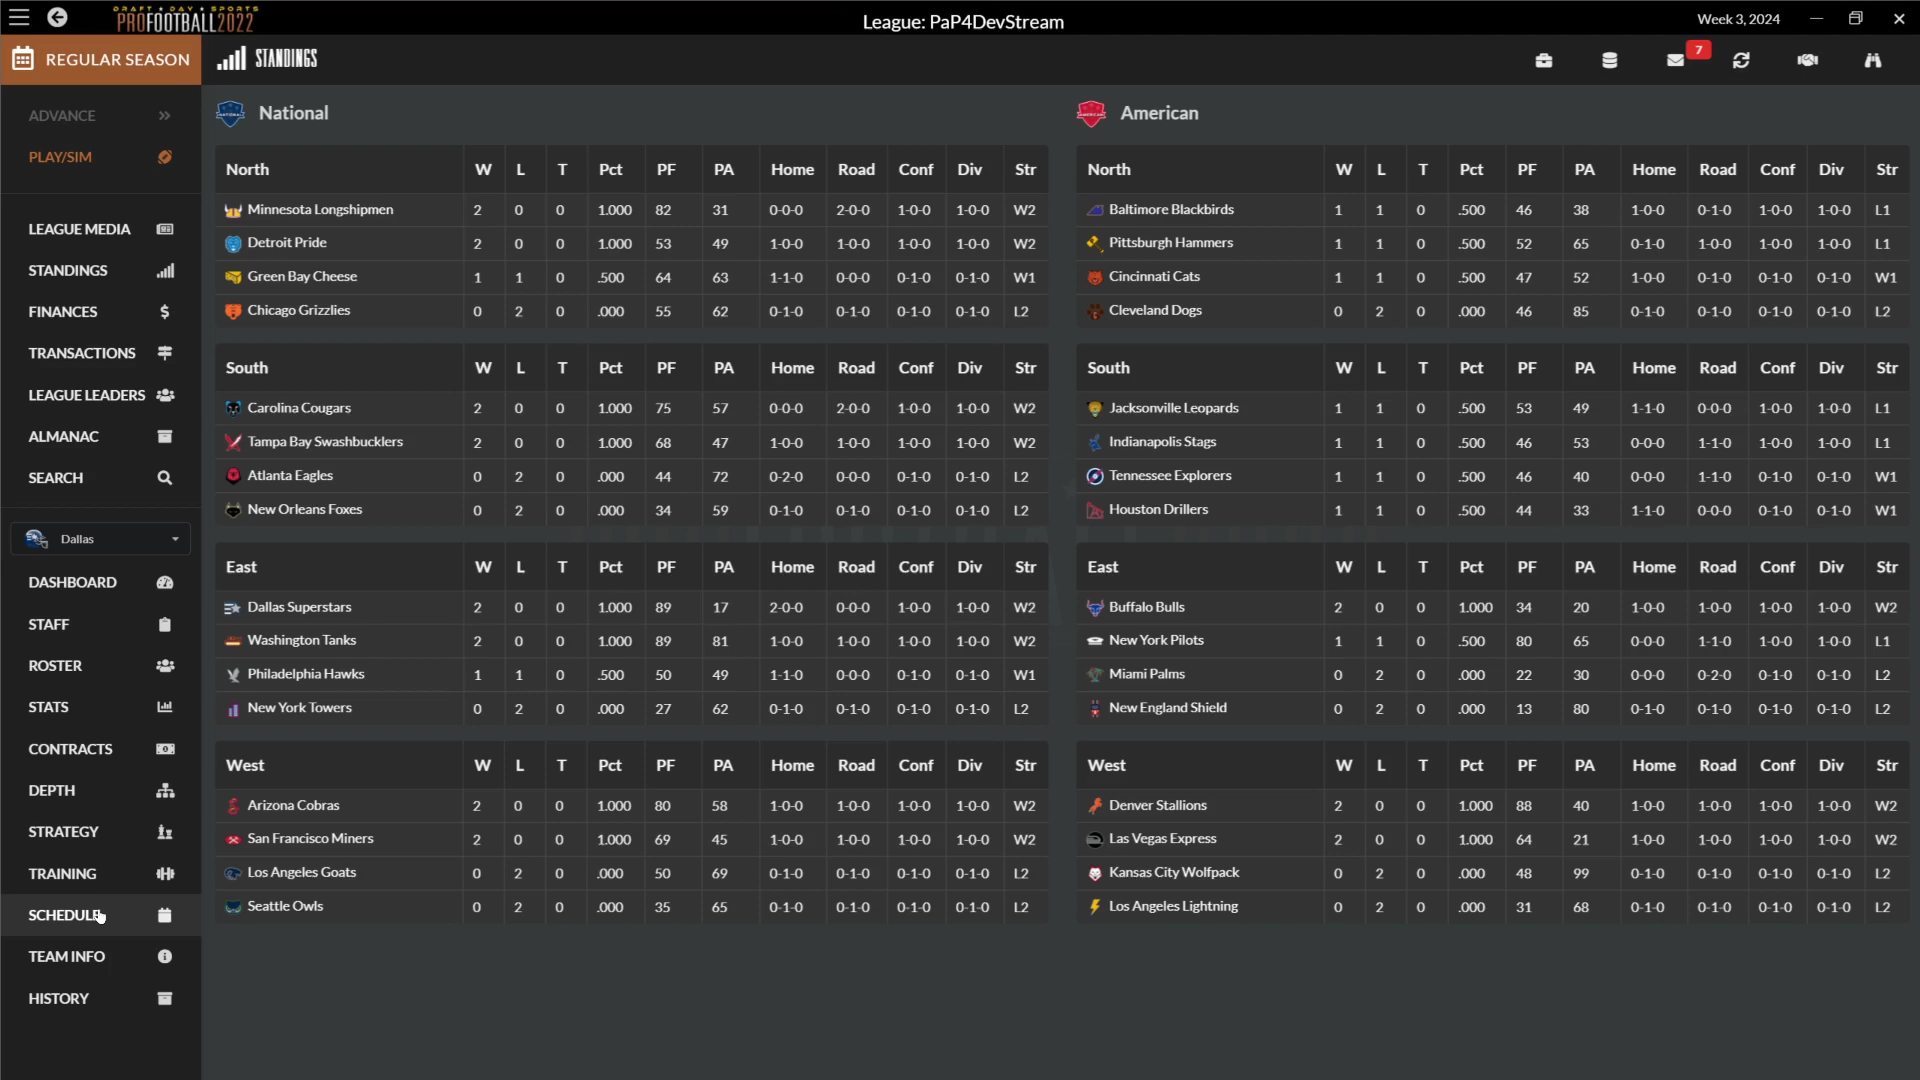 DRAFT DAY SPORTS
PROFOOTBALL2022
League: PaP4DevStream
Week 3, 2024
REGULAR SEASON
STANDINGS
7
ADVANCE
PLAY/SIM
LEAGUE MEDIA
STANDINGS
FINANCES
TRANSACTIONS
LEAGUE LEADERS
ALMANAC
SEARCH
Dallas
DASHBOARD
STAFF
ROSTER
STATS
CONTRACTS
DEPTH
STRATEGY
TRAINING
SCHEDULE
TEAM INFO
HISTORY
National
North W L T Pct PF PA Home Road Conf Div Str
Minnesota Longshipmen 2 0 0 1.000 82 31 0-0-0 2-0-0 1-0-0 1-0-0 W2
Detroit Pride 2 0 0 1.000 53 49 1-0-0 1-0-0 1-0-0 1-0-0 W2
Green Bay Cheese 1 1 0 .500 64 63 1-1-0 0-0-0 0-1-0 0-1-0 W1
Chicago Grizzlies 0 2 0 .000 55 62 0-1-0 0-1-0 0-1-0 0-1-0 L2
South W L T Pct PF PA Home Road Conf Div Str
Carolina Cougars 2 0 0 1.000 75 57 0-0-0 2-0-0 1-0-0 1-0-0 W2
Tampa Bay Swashbucklers 2 0 0 1.000 68 47 1-0-0 1-0-0 1-0-0 1-0-0 W2
Atlanta Eagles 0 2 0 .000 44 72 0-2-0 0-0-0 0-1-0 0-1-0 L2
New Orleans Foxes 0 2 0 .000 34 59 0-1-0 0-1-0 0-1-0 0-1-0 L2
East W L T Pct PF PA Home Road Conf Div Str
Dallas Superstars 2 0 0 1.000 89 17 2-0-0 0-0-0 1-0-0 1-0-0 W2
Washington Tanks 2 0 0 1.000 89 81 1-0-0 1-0-0 1-0-0 1-0-0 W2
Philadelphia Hawks 1 1 0 .500 50 49 1-1-0 0-0-0 0-1-0 0-1-0 W1
New York Towers 0 2 0 .000 27 62 0-1-0 0-1-0 0-1-0 0-1-0 L2
West W L T Pct PF PA Home Road Conf Div Str
Arizona Cobras 2 0 0 1.000 80 58 1-0-0 1-0-0 1-0-0 1-0-0 W2
San Francisco Miners 2 0 0 1.000 69 45 1-0-0 1-0-0 1-0-0 1-0-0 W2
Los Angeles Goats 0 2 0 .000 50 69 0-1-0 0-1-0 0-1-0 0-1-0 L2
Seattle Owls 0 2 0 .000 35 65 0-1-0 0-1-0 0-1-0 0-1-0 L2
American
North W L T Pct PF PA Home Road Conf Div Str
Baltimore Blackbirds 1 1 0 .500 46 38 1-0-0 0-1-0 1-0-0 1-0-0 L1
Pittsburgh Hammers 1 1 0 .500 52 65 0-1-0 1-0-0 1-0-0 1-0-0 L1
Cincinnati Cats 1 1 0 .500 47 52 1-0-0 0-1-0 0-1-0 0-1-0 W1
Cleveland Dogs 0 2 0 .000 46 85 0-1-0 0-1-0 0-1-0 0-1-0 L2
South W L T Pct PF PA Home Road Conf Div Str
Jacksonville Leopards 1 1 0 .500 53 49 1-1-0 0-0-0 1-0-0 1-0-0 L1
Indianapolis Stags 1 1 0 .500 46 53 0-0-0 1-1-0 1-0-0 1-0-0 L1
Tennessee Explorers 1 1 0 .500 46 40 0-0-0 1-1-0 0-1-0 0-1-0 W1
Houston Drillers 1 1 0 .500 44 33 1-1-0 0-0-0 0-1-0 0-1-0 W1
East W L T Pct PF PA Home Road Conf Div Str
Buffalo Bulls 2 0 0 1.000 34 20 1-0-0 1-0-0 1-0-0 1-0-0 W2
New York Pilots 1 1 0 .500 80 65 0-0-0 1-1-0 1-0-0 1-0-0 L1
Miami Palms 0 2 0 .000 22 30 0-0-0 0-2-0 0-1-0 0-1-0 L2
New England Shield 0 2 0 .000 13 80 0-1-0 0-1-0 0-1-0 0-1-0 L2
West W L T Pct PF PA Home Road Conf Div Str
Denver Stallions 2 0 0 1.000 88 40 1-0-0 1-0-0 1-0-0 1-0-0 W2
Las Vegas Express 2 0 0 1.000 64 21 1-0-0 1-0-0 1-0-0 1-0-0 W2
Kansas City Wolfpack 0 2 0 .000 48 99 0-1-0 0-1-0 0-1-0 0-1-0 L2
Los Angeles Lightning 0 2 0 .000 31 68 0-1-0 0-1-0 0-1-0 0-1-0 L2